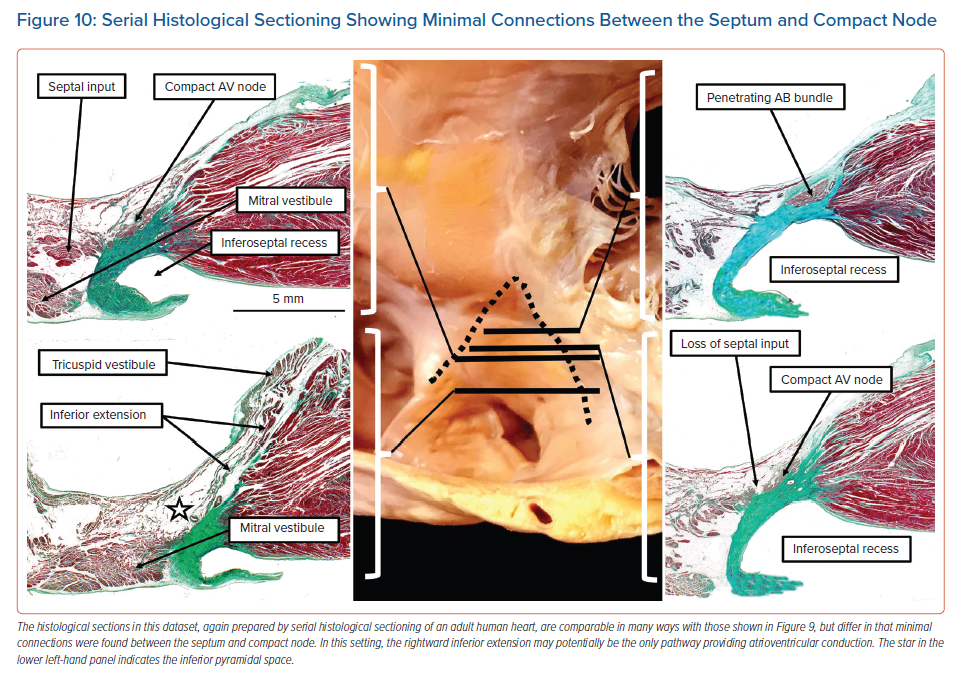 Figure 10: Serial Histological Sectioning Showing Minimal Connections Between the Septum and Compact Node
Septal input
Compact AV node
Mitral vestibule
Inferoseptal recess
5 mm
Tricuspid vestibule
Inferior extension
Mitral vestibule
Penetrating AB bundle
Inferoseptal recess
Loss of septal input
Compact AV node
Inferoseptal recess
The histological sections in this dataset, again prepared by serial histological sectioning of an adult human heart, are comparable in many ways with those shown in Figure 9, but differ in that minimal
connections were found between the septum and compact node. In this setting, the rightward inferior extension may potentially be the only pathway providing atrioventricular conduction. The star in the
lower left-hand panel indicates the inferior pyramidal space.